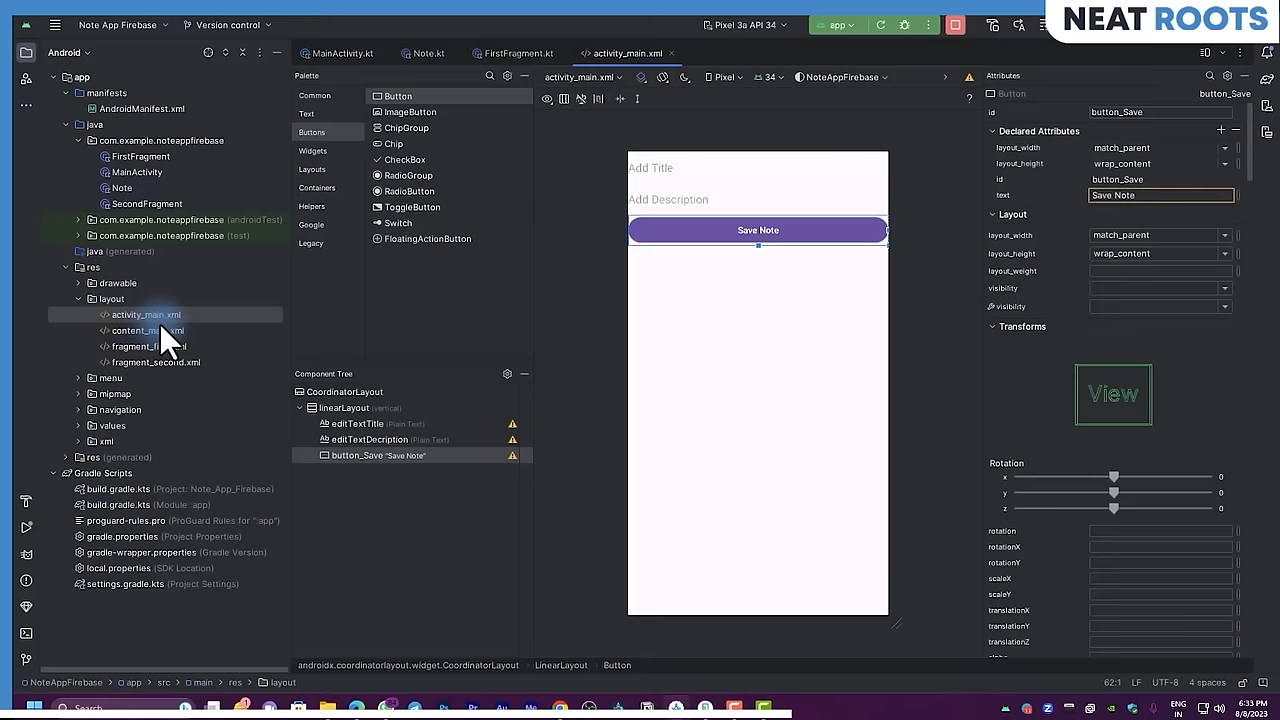 NEAT ROOTS
Note App Firebase
Version control
Pixel 3a API 34
app
Android
MainActivity.kt
Note.kt
FirstFragment.kt
activity_main.xml
app
manifests
AndroidManifest.xml
java
com.example.noteappfirebase
FirstFragment
MainActivity
Note
SecondFragment
com.example.noteappfirebase (androidTest)
com.example.noteappfirebase (test)
java (generated)
res
drawable
layout
activity_main.xml
fragment_second.xml
menu
mipmap
navigation
values
xml
res (generated)
Gradle Scripts
build.gradle.kts (Project: Note_App_Firebase)
build.gradle.kts (Module :app)
proguard-rules.pro (ProGuard Rules for ":app")
gradle.properties (Project Properties)
gradle-wrapper.properties (Gradle Version)
local.properties (SDK Location)
settings.gradle.kts (Project Settings)
Palette
Common
Text
Buttons
Widgets
Layouts
Containers
Helpers
Google
Legacy
Button
ImageButton
ChipGroup
Chip
CheckBox
RadioGroup
RadioButton
ToggleButton
Switch
FloatingActionButton
Component Tree
CoordinatorLayout
linearLayout (vertical)
Ab editTextTitle (Plain Text)
Ab editTextDecription (Plain Text)
button_Save "Save Note"
activity_main.xml
Pixel
34
NoteAppFirebase
?
Add Title
Add Description
Save Note
Attributes
Button
button_Save
id
button_Save
Declared Attributes
layout_width match_parent
layout_height wrap_content
id button_Save
text Save Note
Layout
layout_width match_parent
layout_height wrap_content
layout_weight
visibility
visibility
Transforms
View
Rotation
x 0
y 0
z 0
rotation
rotationX
rotationY
scaleX
scaleY
translationX
translationY
translationZ
androidx.coordinatorlayout.widget.CoordinatorLayout > LinearLayout > Button
NoteAppFirebase > app > src > main > res > layout
62:1 LF UTF-8 4 spaces
Search
ENG
IN
6:33 PM
8/8/2023